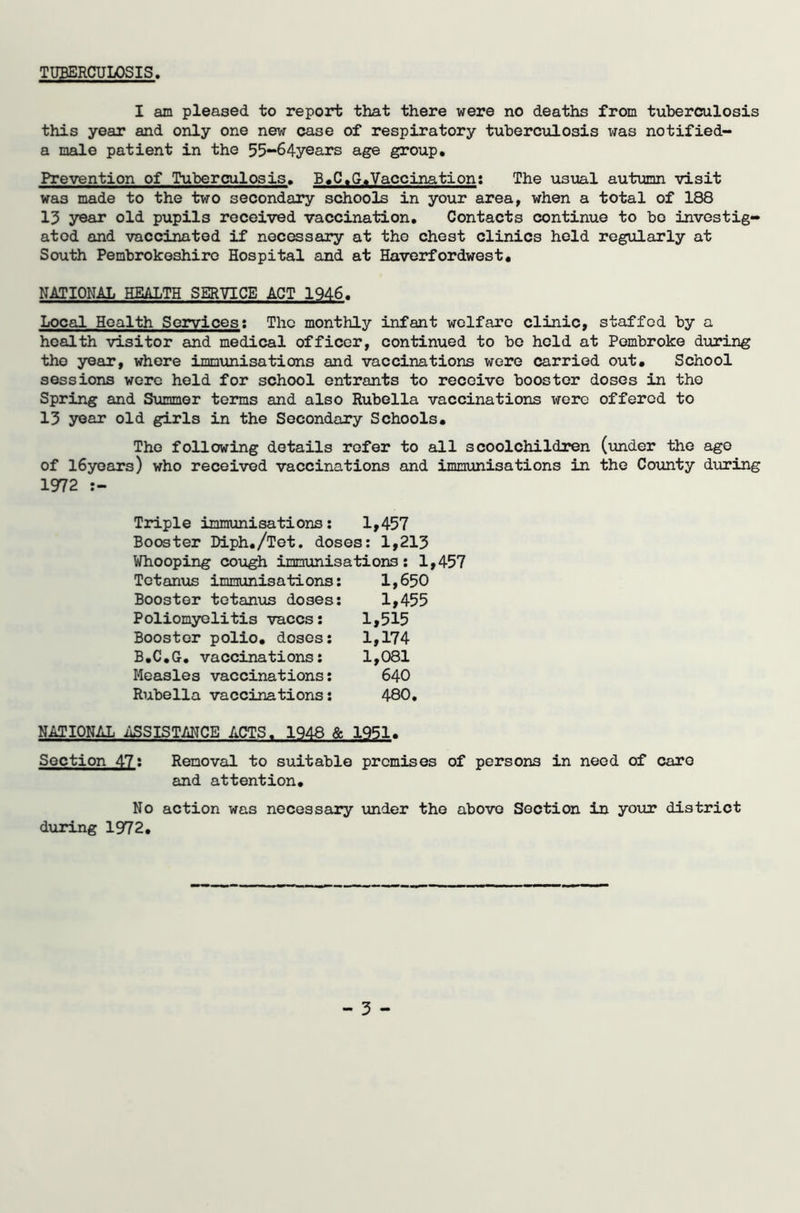 TUBERCULOSIS.
I am pleased to report that there were no deaths from tuberculosis
this year and only one new case of respiratory tuberculosis was notified-
a male patient in the 55-64years age group.
Prevention of Tuberculosis. B.C.G.Vaccination: The usual autumn visit
was made to the two secondary schools in your area, when a total of 188
13 year old pupils received vaccination. Contacts continue to be investig-
ated and vaccinated if necessary at the chest clinics held regularly at
South Pembrokeshire Hospital and at Haverfordwest.
NATIONAL HEALTH SERVICE ACT 1946.
Local Health Services: The monthly infant welfare clinic, staffed by a
health visitor and medical officer, continued to be held at Pembroke during
the year, where immunisations and vaccinations were carried out. School
sessions were held for school entrants to receive booster doses in the
Spring and Summer terms and also Rubella vaccinations were offered to
13 year old girls in the Secondary Schools.
The following details refer to all scoolchildren (under the age
of 16years) who received vaccinations and immunisations in the County during
1972 :-
Triple immunisations: 1,457
Booster Diph./Tet. doses: 1,213
Whooping cough immunisations: 1,457
Tetanus immunisations: 1,650
Booster tetanus doses: 1,455
Poliomyelitis vaccs: 1,515
Booster polio. doses: 1,174
B.C.G. vaccinations: 1,081
Measles vaccinations: 640
Rubella vaccinations: 480.
NATIONAL ASSISTANCE ACTS. 1948 & 1951.
Section 47: Removal to suitable premises of persons in need of care
and attention.
No action was necessary under the above Section in your district
during 1972.
- 3 -